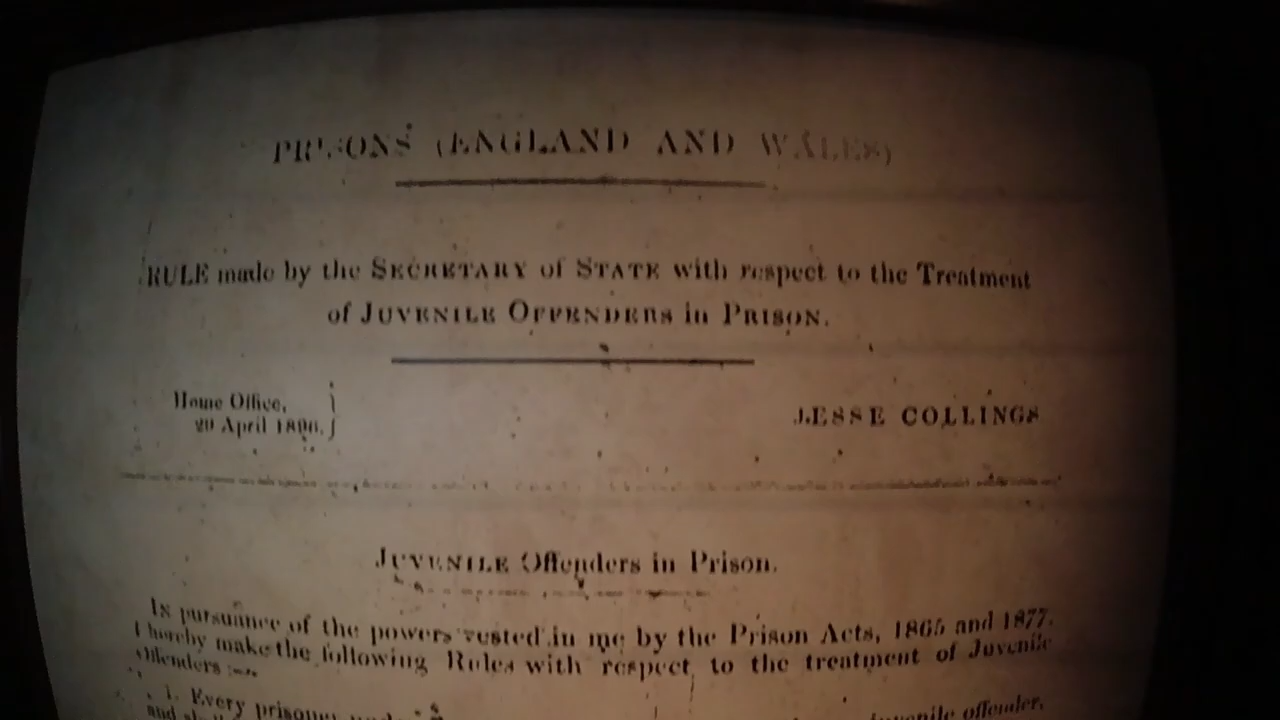 PRISONS (ENGLAND AND WALES)
RULE made by the SECRETARY of STATE with respect to the Treatment
of JUVENILE OFFENDERS in PRISON.
Home Office,
April
JESSE COLLINGS
JUVENILE Offenders in Prison.
IN pursuance of the powers vested in me by the Prison Acts, 1865 and 1877,
I hereby make the following Rules with respect to the treatment of Juvenile
Offenders :—
1. Every prisoner juvenile offender,
and